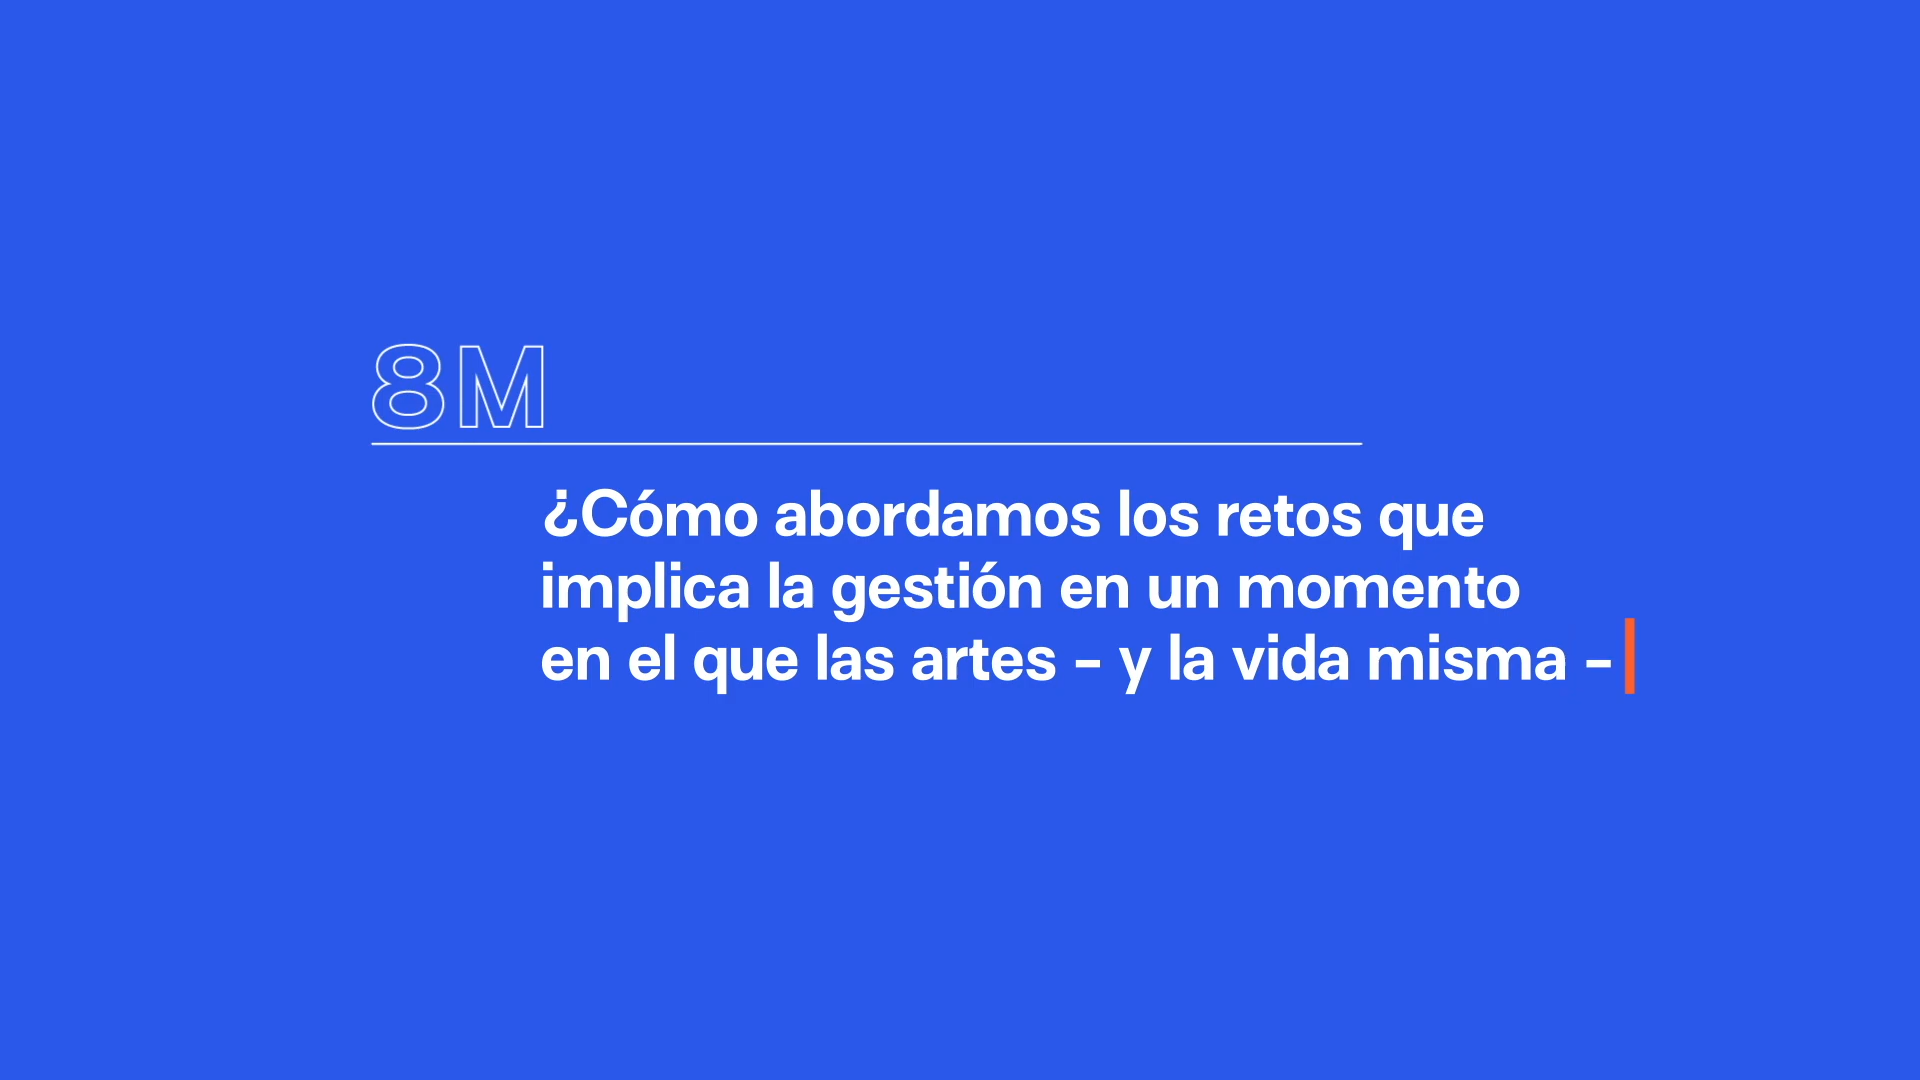 8M
¿Cómo abordamos los retos que
implica la gestión en un momento
en el que las artes - y la vida misma -